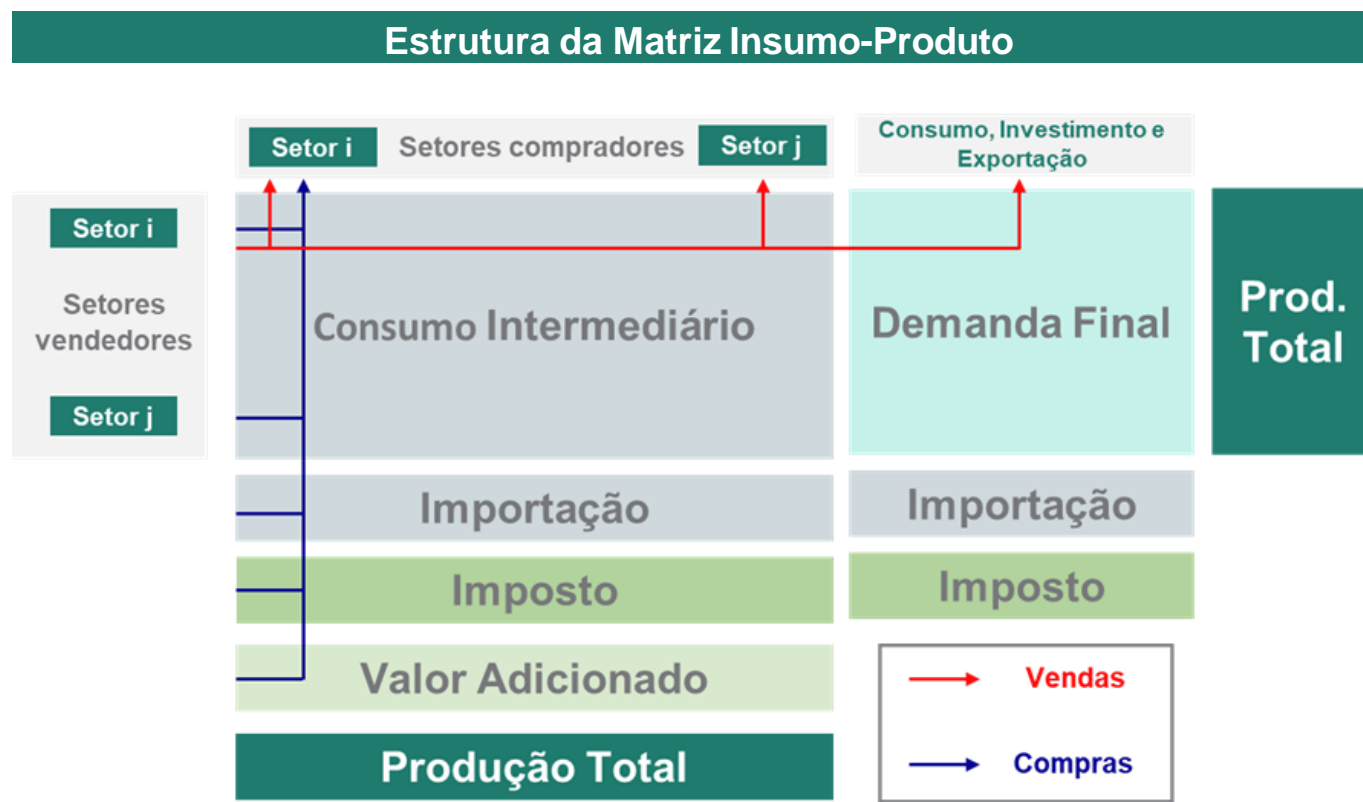 Estrutura da Matriz Insumo-Produto
Setor i
Setores compradores
Setor j
Consumo, Investimento e
Exportação
Setor i
Setores
vendedores
Setor j
Consumo Intermediário
Demanda Final
Prod.
Total
Importação
Importação
Imposto
Imposto
Valor Adicionado
Vendas
Compras
Produção Total